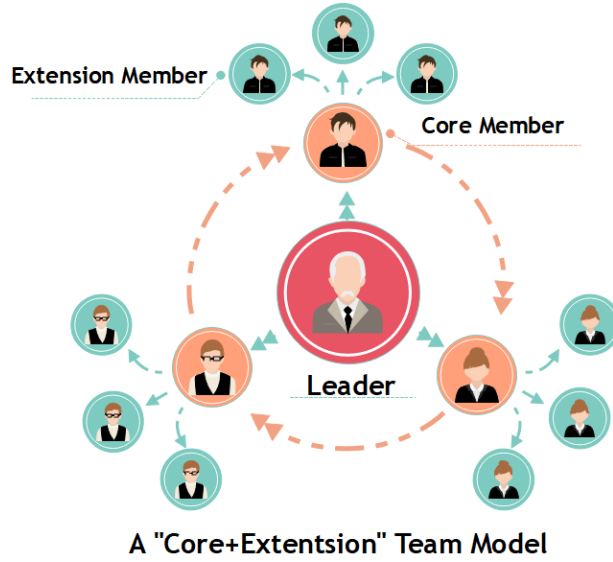 Extension Member
Core Member
Leader
A "Core+Extentsion" Team Model